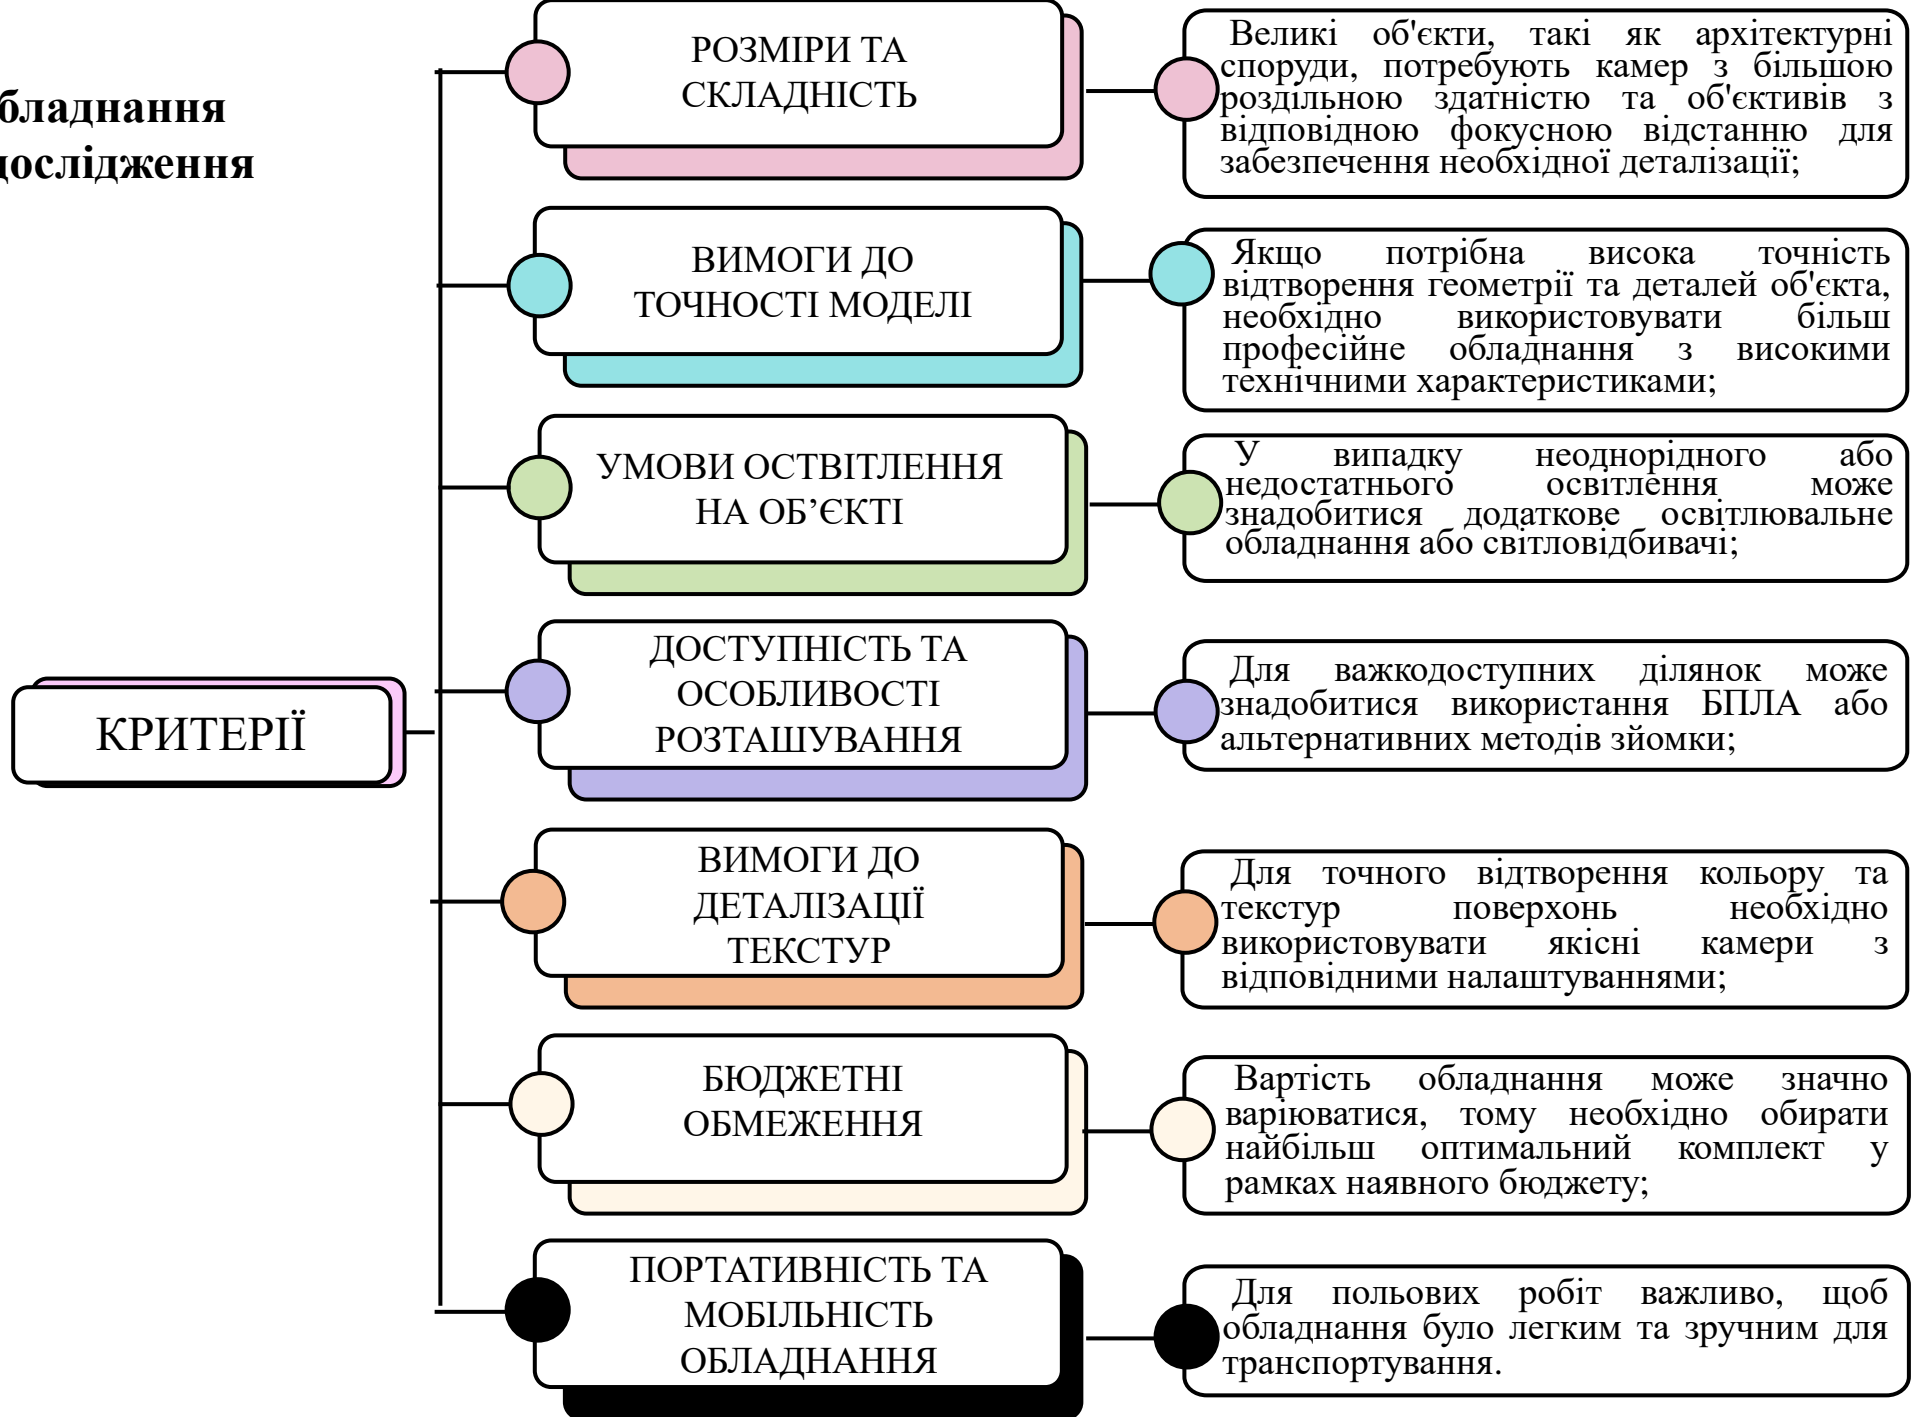 бладнання
дослідження
КРИТЕРІЇ
РОЗМІРИ ТА
СКЛАДНІСТЬ
Великі об'єкти, такі як архітектурні
споруди, потребують камер з більшою
роздільною здатністю та об'єктивів з
відповідною фокусною відстанню для
забезпечення необхідної деталізації;
ВИМОГИ ДО
ТОЧНОСТІ МОДЕЛІ
Якщо потрібна висока точність
відтворення геометрії та деталей об'єкта,
необхідно використовувати більш
професійне обладнання з високими
технічними характеристиками;
УМОВИ ОСТВІТЛЕННЯ
НА ОБ’ЄКТІ
У випадку неоднорідного або
недостатнього освітлення може
знадобитися додаткове освітлювальне
обладнання або світловідбивачі;
ДОСТУПНІСТЬ ТА
ОСОБЛИВОСТІ
РОЗТАШУВАННЯ
Для важкодоступних ділянок може
знадобитися використання БПЛА або
альтернативних методів зйомки;
ВИМОГИ ДО
ДЕТАЛІЗАЦІЇ
ТЕКСТУР
Для точного відтворення кольору та
текстур поверхонь необхідно
використовувати якісні камери з
відповідними налаштуваннями;
БЮДЖЕТНІ
ОБМЕЖЕННЯ
Вартість обладнання може значно
варіюватися, тому необхідно обирати
найбільш оптимальний комплект у
рамках наявного бюджету;
ПОРТАТИВНІСТЬ ТА
МОБІЛЬНІСТЬ
ОБЛАДНАННЯ
Для польових робіт важливо, щоб
обладнання було легким та зручним для
транспортування.